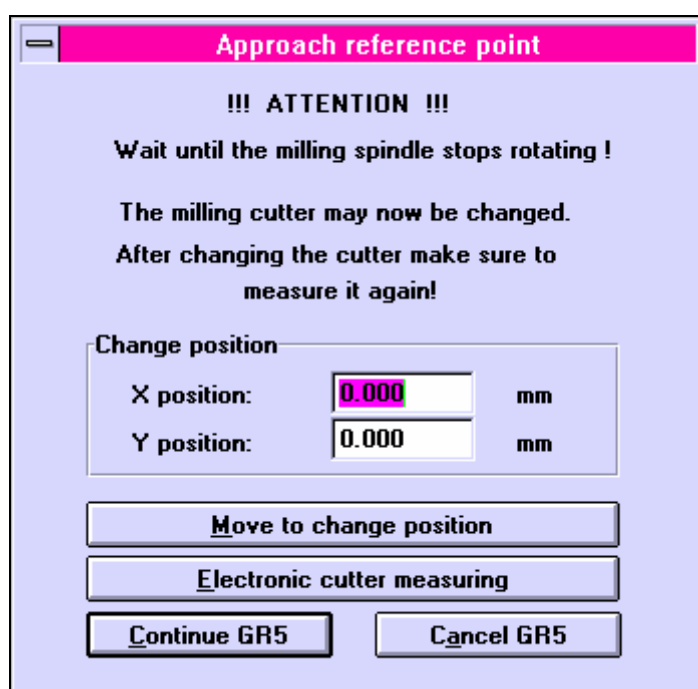 Approach reference point
!!! ATTENTION !!!
Wait until the milling spindle stops rotating !
The milling cutter may now be changed.
After changing the cutter make sure to
measure it again!
Change position
X position: 0.000 mm
Y position: 0.000 mm
Move to change position
Electronic cutter measuring
Continue GR5 Cancel GR5